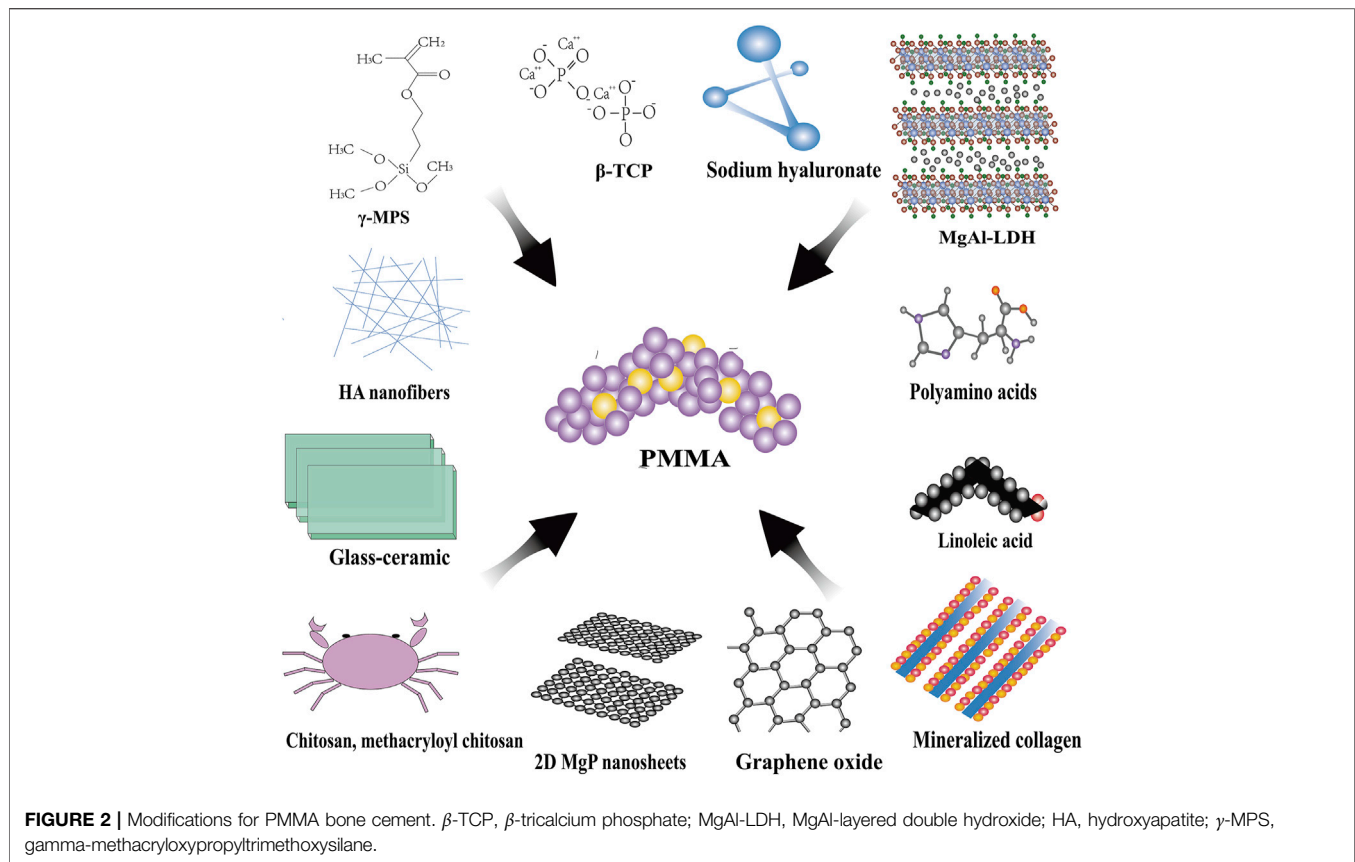 CH₂
H₃C
O
O
H₃C
O
Si
O
CH₃
O
H₃C
γ-MPS
O⁻
Ca⁺⁺
O
P
Ca⁺⁺
⁻O
O⁻
Ca⁺⁺
O⁻
⁻O
P
O⁻
O
β-TCP
Sodium hyaluronate
MgAl-LDH
HA nanofibers
Polyamino acids
PMMA
Glass-ceramic
Linoleic acid
Chitosan, methacryloyl chitosan
2D MgP nanosheets
Graphene oxide
Mineralized collagen
FIGURE 2 | Modifications for PMMA bone cement. β-TCP, β-tricalcium phosphate; MgAl-LDH, MgAl-layered double hydroxide; HA, hydroxyapatite; γ-MPS,
gamma-methacryloxypropyltrimethoxysilane.